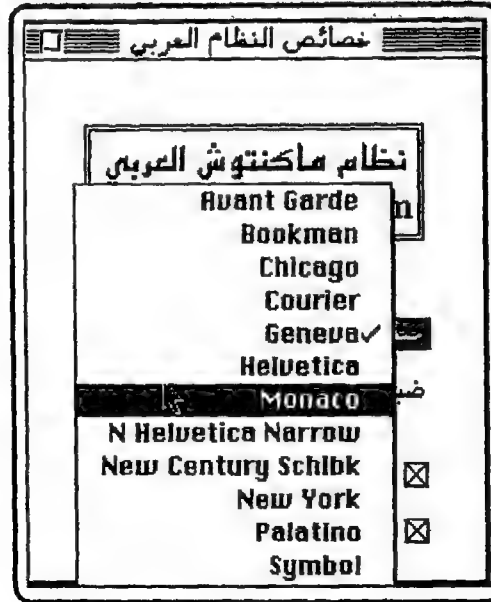 خصائص النظام العربي
نظام ماكنتوش العربي
Avant Garde
Bookman
Chicago
Courier
Geneva✓
Helvetica
Monaco
N Helvetica Narrow
New Century Schlbk
New York
Palatino
Symbol